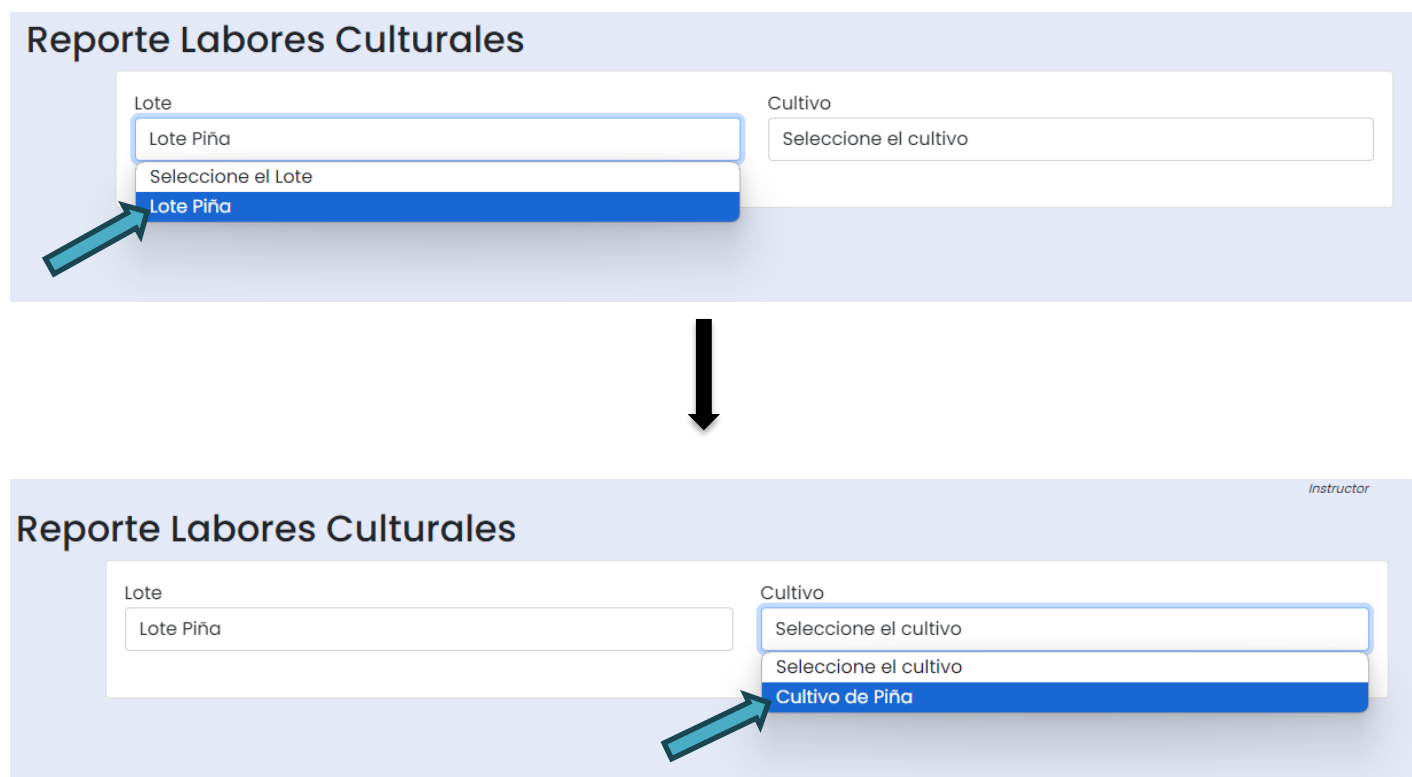 Reporte Labores Culturales
Lote
Cultivo
Lote Piña
Seleccione el cultivo
Seleccione el Lote
Lote Piña
Instructor
Reporte Labores Culturales
Lote
Cultivo
Lote Piña
Seleccione el cultivo
Seleccione el cultivo
Cultivo de Piña